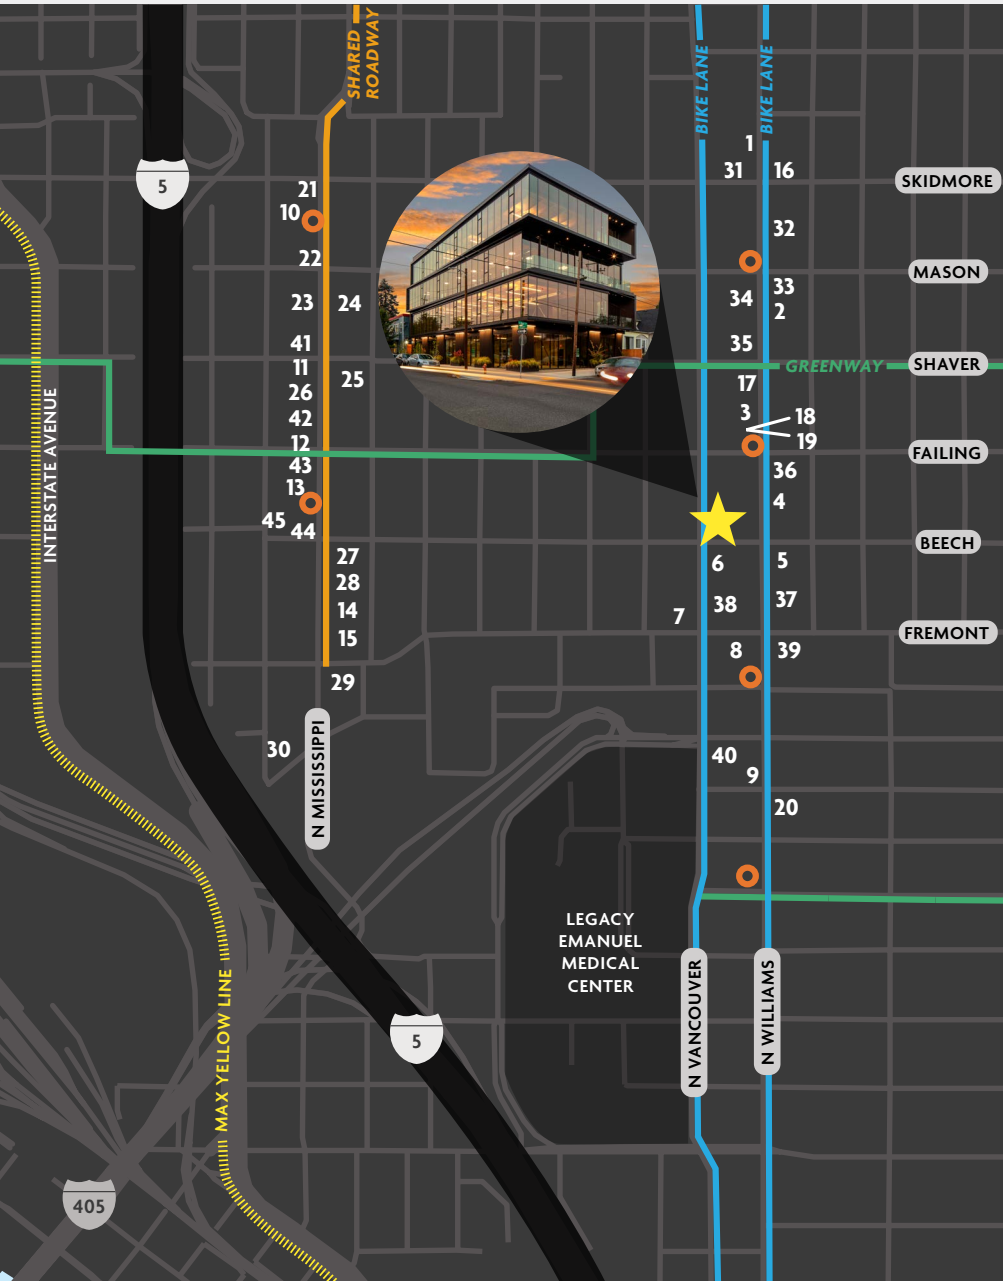 SHARED
ROADWAY
BIKE LANE
BIKE LANE
1
31
16
SKIDMORE
5
21
10
32
22
MASON
33
34
2
23
24
35
41
11
GREENWAY
SHAVER
25
17
26
3
18
42
19
12
FAILING
43
36
13
4
45
44
BEECH
INTERSTATE AVENUE
27
6
5
28
38
37
14
7
15
FREMONT
8
39
29
30
40
9
N MISSISSIPPI
20
LEGACY
EMANUEL
MEDICAL
CENTER
N VANCOUVER
N WILLIAMS
MAX YELLOW LINE
5
405